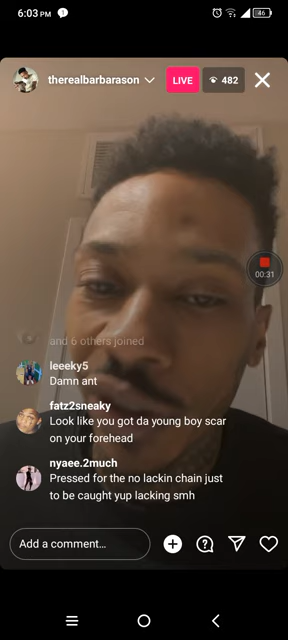 6:03 PM
46
therealbarbarason
LIVE
482
00:31
and 6 others joined
leeeky5
Damn ant
fatz2sneaky
Look like you got da young boy scar
on your forehead
nyaee.2much
Pressed for the no lackin chain just
to be caught yup lacking smh
Add a comment...